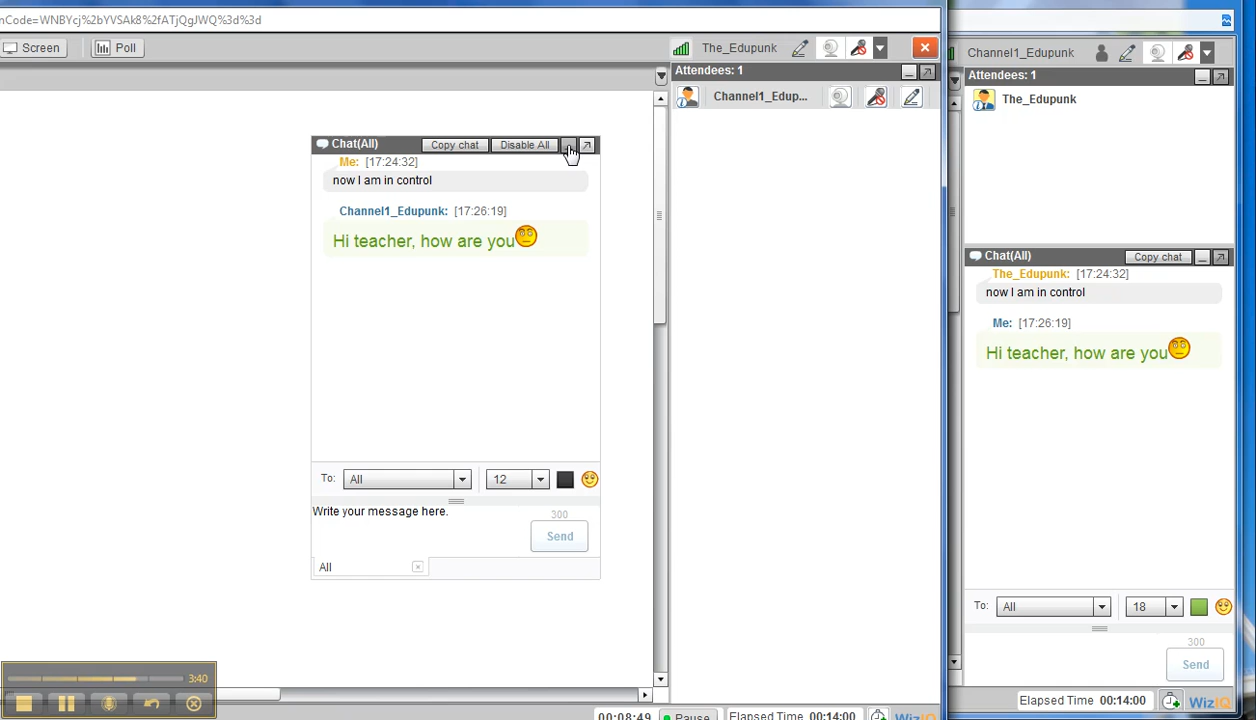 nCode=WNBYcj%2bYVSAk8%2fATjQgJWQ%3d%3d
Screen
Poll
The_Edupunk
Attendees: 1
Channel1_Edup...
Chat(All)
Copy chat
Disable All
Me: [17:24:32]
now I am in control
Channel1_Edupunk: [17:26:19]
Hi teacher, how are you
To:
All
12
Write your message here.
300
Send
All
3:40
00:08:49
Pause
Elapsed Time 00:14:00
WizIQ
Channel1_Edupunk
Attendees: 1
The_Edupunk
Chat(All)
Copy chat
The_Edupunk: [17:24:32]
now I am in control
Me: [17:26:19]
Hi teacher, how are you
To:
All
18
300
Send
Elapsed Time 00:14:00
WizIQ